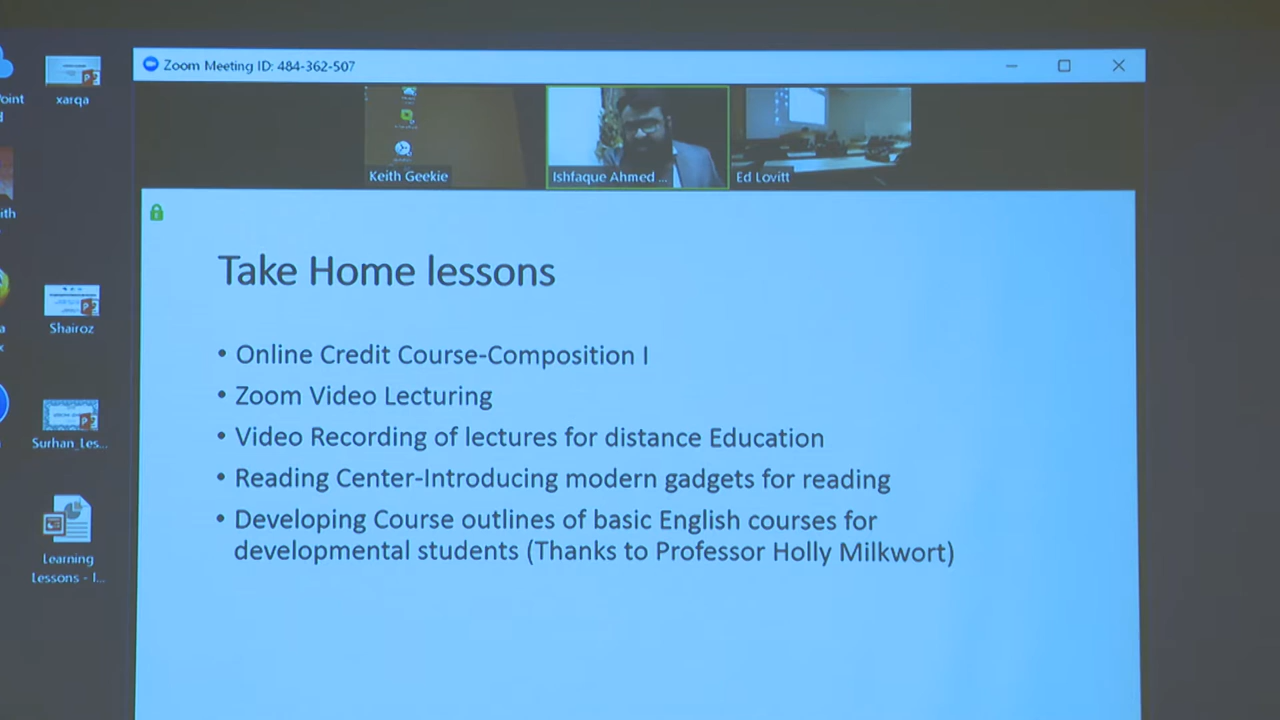 Zoom Meeting ID: 484-362-507
xarqa
Keith Geekie
Ishfaque Ahmed ...
Ed Lovitt
Take Home lessons
• Online Credit Course-Composition I
• Zoom Video Lecturing
• Video Recording of lectures for distance Education
• Reading Center-Introducing modern gadgets for reading
• Developing Course outlines of basic English courses for
developmental students (Thanks to Professor Holly Milkwort)
Shairoz
Surhan_Les...
Learning
Lessons - I...